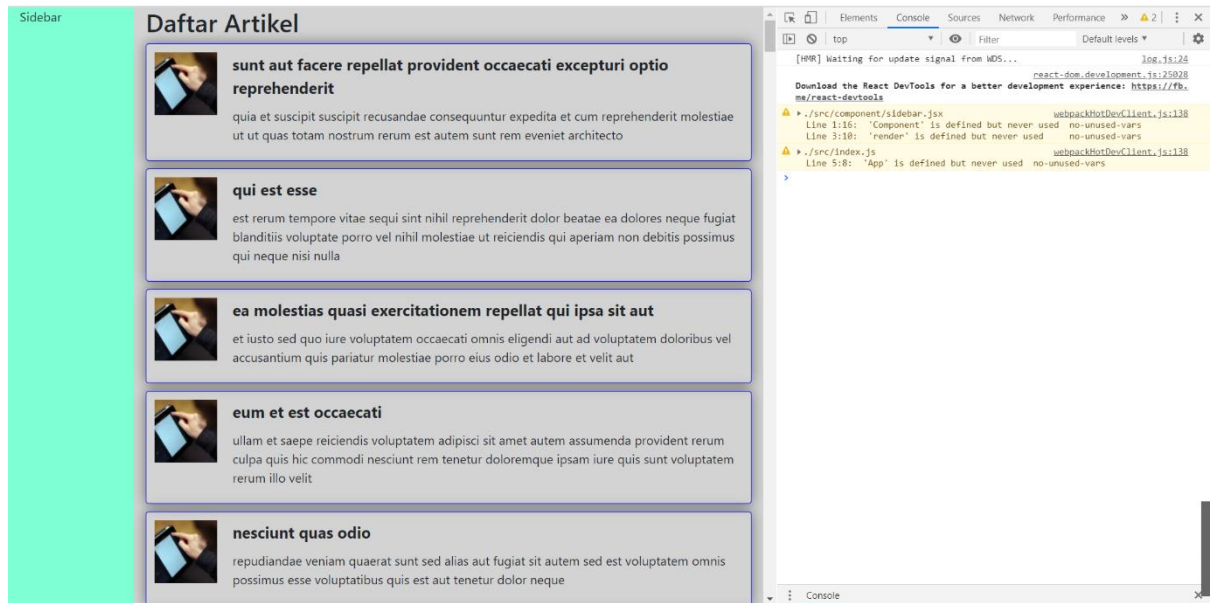 Sidebar
Daftar Artikel
sunt aut facere repellat provident occaecati excepturi optio
reprehenderit
quia et suscipit suscipit recusandae consequuntur expedita et cum reprehenderit molestiae
ut ut quas totam nostrum rerum est autem sunt rem eveniet architecto
qui est esse
est rerum tempore vitae sequi sint nihil reprehenderit dolor beatae ea dolores neque fugiat
blanditiis voluptate porro vel nihil molestiae ut reiciendis qui aperiam non debitis possimus
qui neque nisi nulla
ea molestias quasi exercitationem repellat qui ipsa sit aut
et iusto sed quo iure voluptatem occaecati omnis eligendi aut ad voluptatem doloribus vel
accusantium quis pariatur molestiae porro eius odio et labore et velit aut
eum et est occaecati
ullam et saepe reiciendis voluptatem adipisci sit amet autem assumenda provident rerum
culpa quis hic commodi nesciunt rem tenetur doloremque ipsam iure quis sunt voluptatem
rerum illo velit
nesciunt quas odio
repudiandae veniam quaerat sunt sed alias aut fugiat sit autem sed est voluptatem omnis
possimus esse voluptatibus quis est aut tenetur dolor neque
Elements Console Sources Network Performance » 2
top Filter Default levels
[HMR] Waiting for update signal from WDS... log.js:24
react-dom.development.js:25028
Download the React DevTools for a better development experience: https://fb.
me/react-devtools
./src/component/sidebar.jsx webpackHotDevClient.js:138
Line 1:16: 'Component' is defined but never used no-unused-vars
Line 3:10: 'render' is defined but never used no-unused-vars
./src/index.js webpackHotDevClient.js:138
Line 5:8: 'App' is defined but never used no-unused-vars
Console